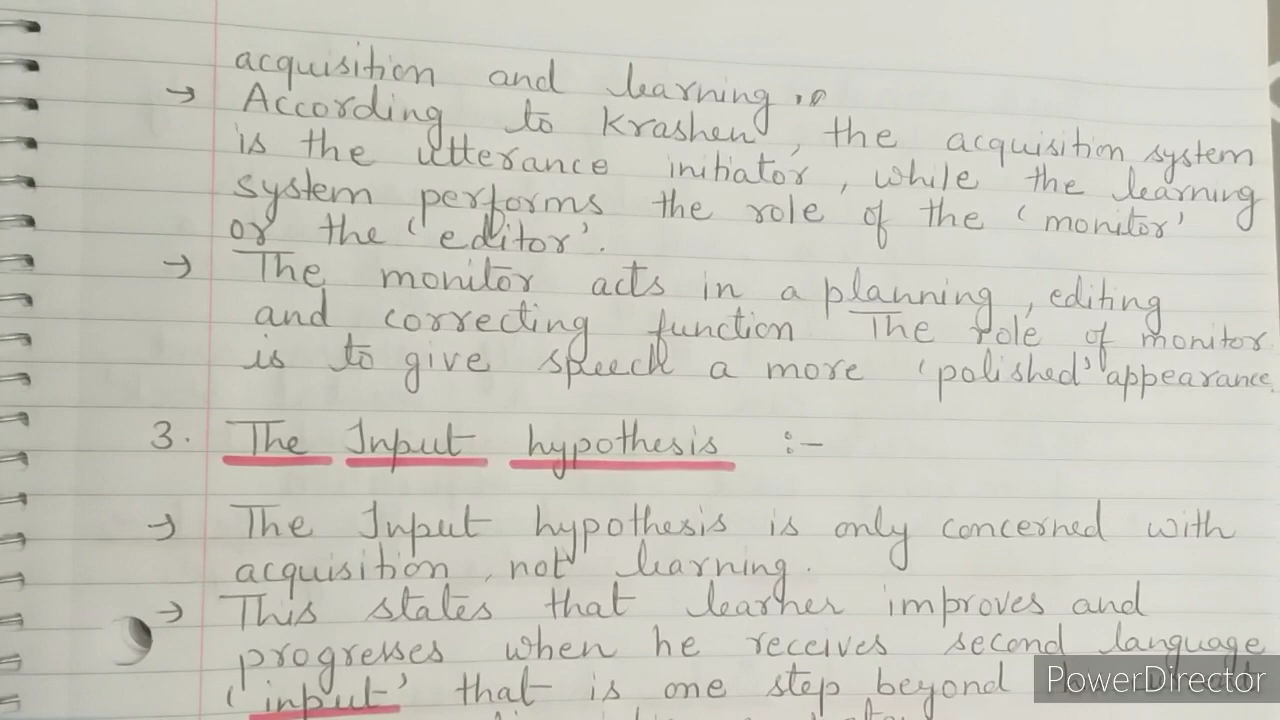 acquisition and learning.
→ According to Krashen, the acquisition system
is the utterance initiator, while the learning
system performs the role of the 'monitor'
or the 'editor'.
→ The monitor acts in a planning, editing
and correcting function The role of monitor
is to give speech a more 'polished' appearance.
3. The Input hypothesis :-
→ The Input hypothesis is only concerned with
acquisition, not learning.
→ This states that learner improves and
progresses when he receives second language
'input' that is one step beyond
PowerDirector